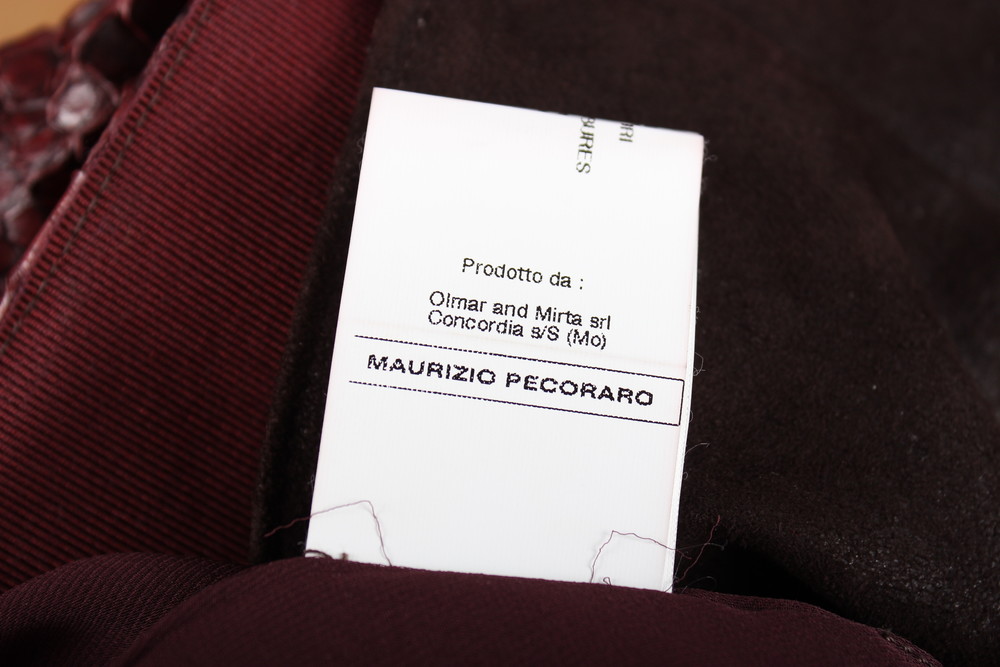 Prodotto da :
Olmar and Mirta srl
Concordia s/S (Mo)
MAURIZIO PECORARO